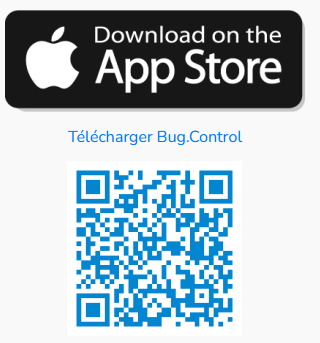 Download on the
App Store
Télécharger Bug.Control